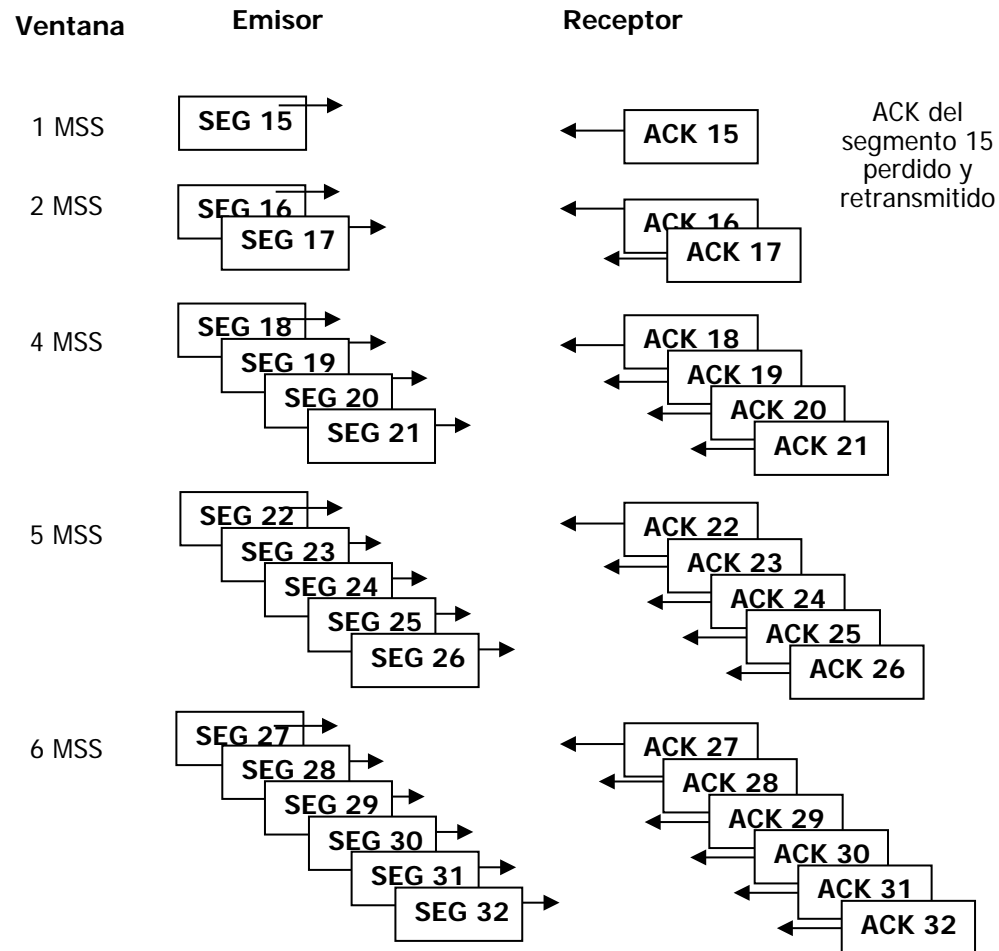 Ventana
Emisor
Receptor
1 MSS
SEG 15
ACK 15
ACK del
segmento 15
perdido y
retransmitido
2 MSS
SEG 16
SEG 17
ACK 16
ACK 17
4 MSS
SEG 18
SEG 19
SEG 20
SEG 21
ACK 18
ACK 19
ACK 20
ACK 21
5 MSS
SEG 22
SEG 23
SEG 24
SEG 25
SEG 26
ACK 22
ACK 23
ACK 24
ACK 25
ACK 26
6 MSS
SEG 27
SEG 28
SEG 29
SEG 30
SEG 31
SEG 32
ACK 27
ACK 28
ACK 29
ACK 30
ACK 31
ACK 32